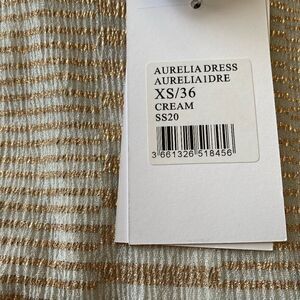 AURELIA DRESS
AURELIA1DRE
XS/36
CREAM
SS20
3 661326 518456